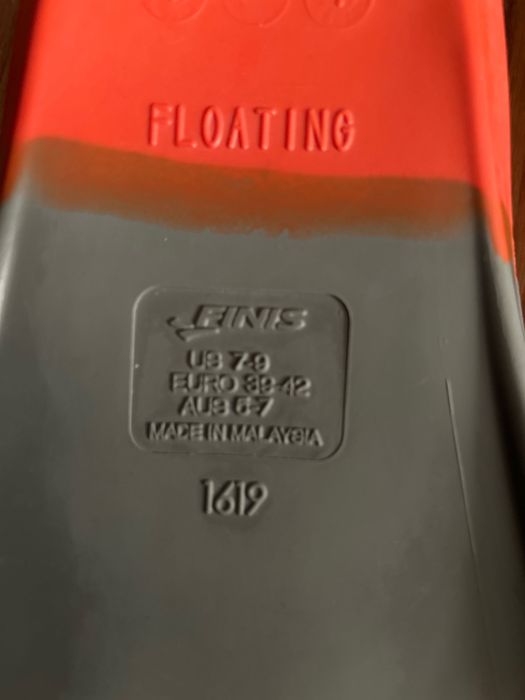 FLOATING
FINIS
US 7-9
EURO 39-42
AUS 6-7
MADE IN MALAYSIA
1619